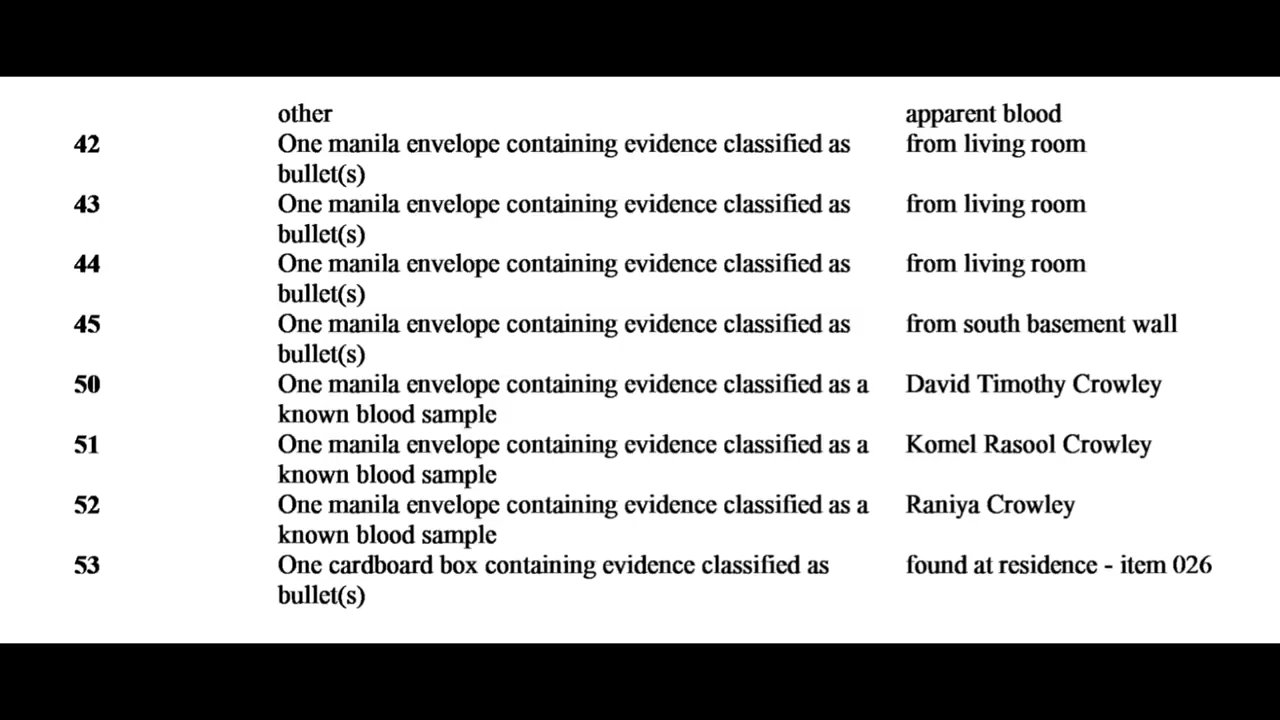 other apparent blood
42 One manila envelope containing evidence classified as from living room
bullet(s)
43 One manila envelope containing evidence classified as from living room
bullet(s)
44 One manila envelope containing evidence classified as from living room
bullet(s)
45 One manila envelope containing evidence classified as from south basement wall
bullet(s)
50 One manila envelope containing evidence classified as a David Timothy Crowley
known blood sample
51 One manila envelope containing evidence classified as a Komel Rasool Crowley
known blood sample
52 One manila envelope containing evidence classified as a Raniya Crowley
known blood sample
53 One cardboard box containing evidence classified as found at residence - item 026
bullet(s)